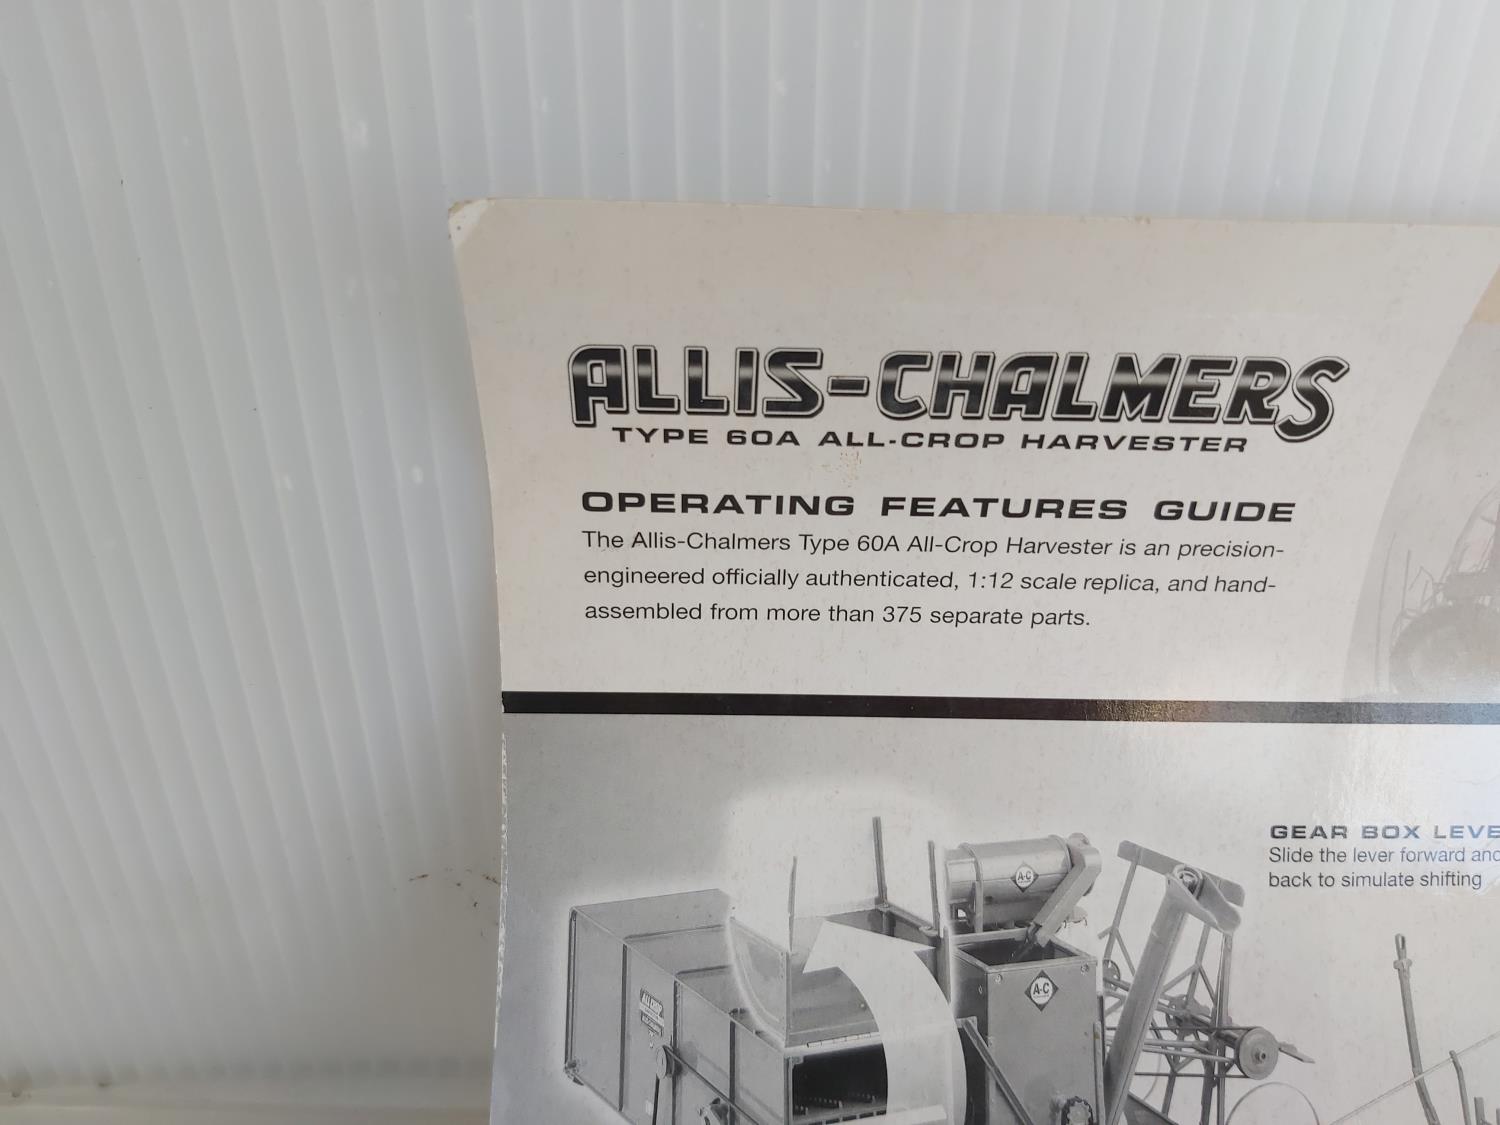 ALLIS-CHALMERS
TYPE 60A ALL-CROP HARVESTER
OPERATING FEATURES GUIDE
The Allis-Chalmers Type 60A All-Crop Harvester is an precision-
engineered officially authenticated, 1:12 scale replica, and hand-
assembled from more than 375 separate parts.
GEAR BOX LEVE
Slide the lever forward and
back to simulate shifting
A-C
A-C
ALL CROP